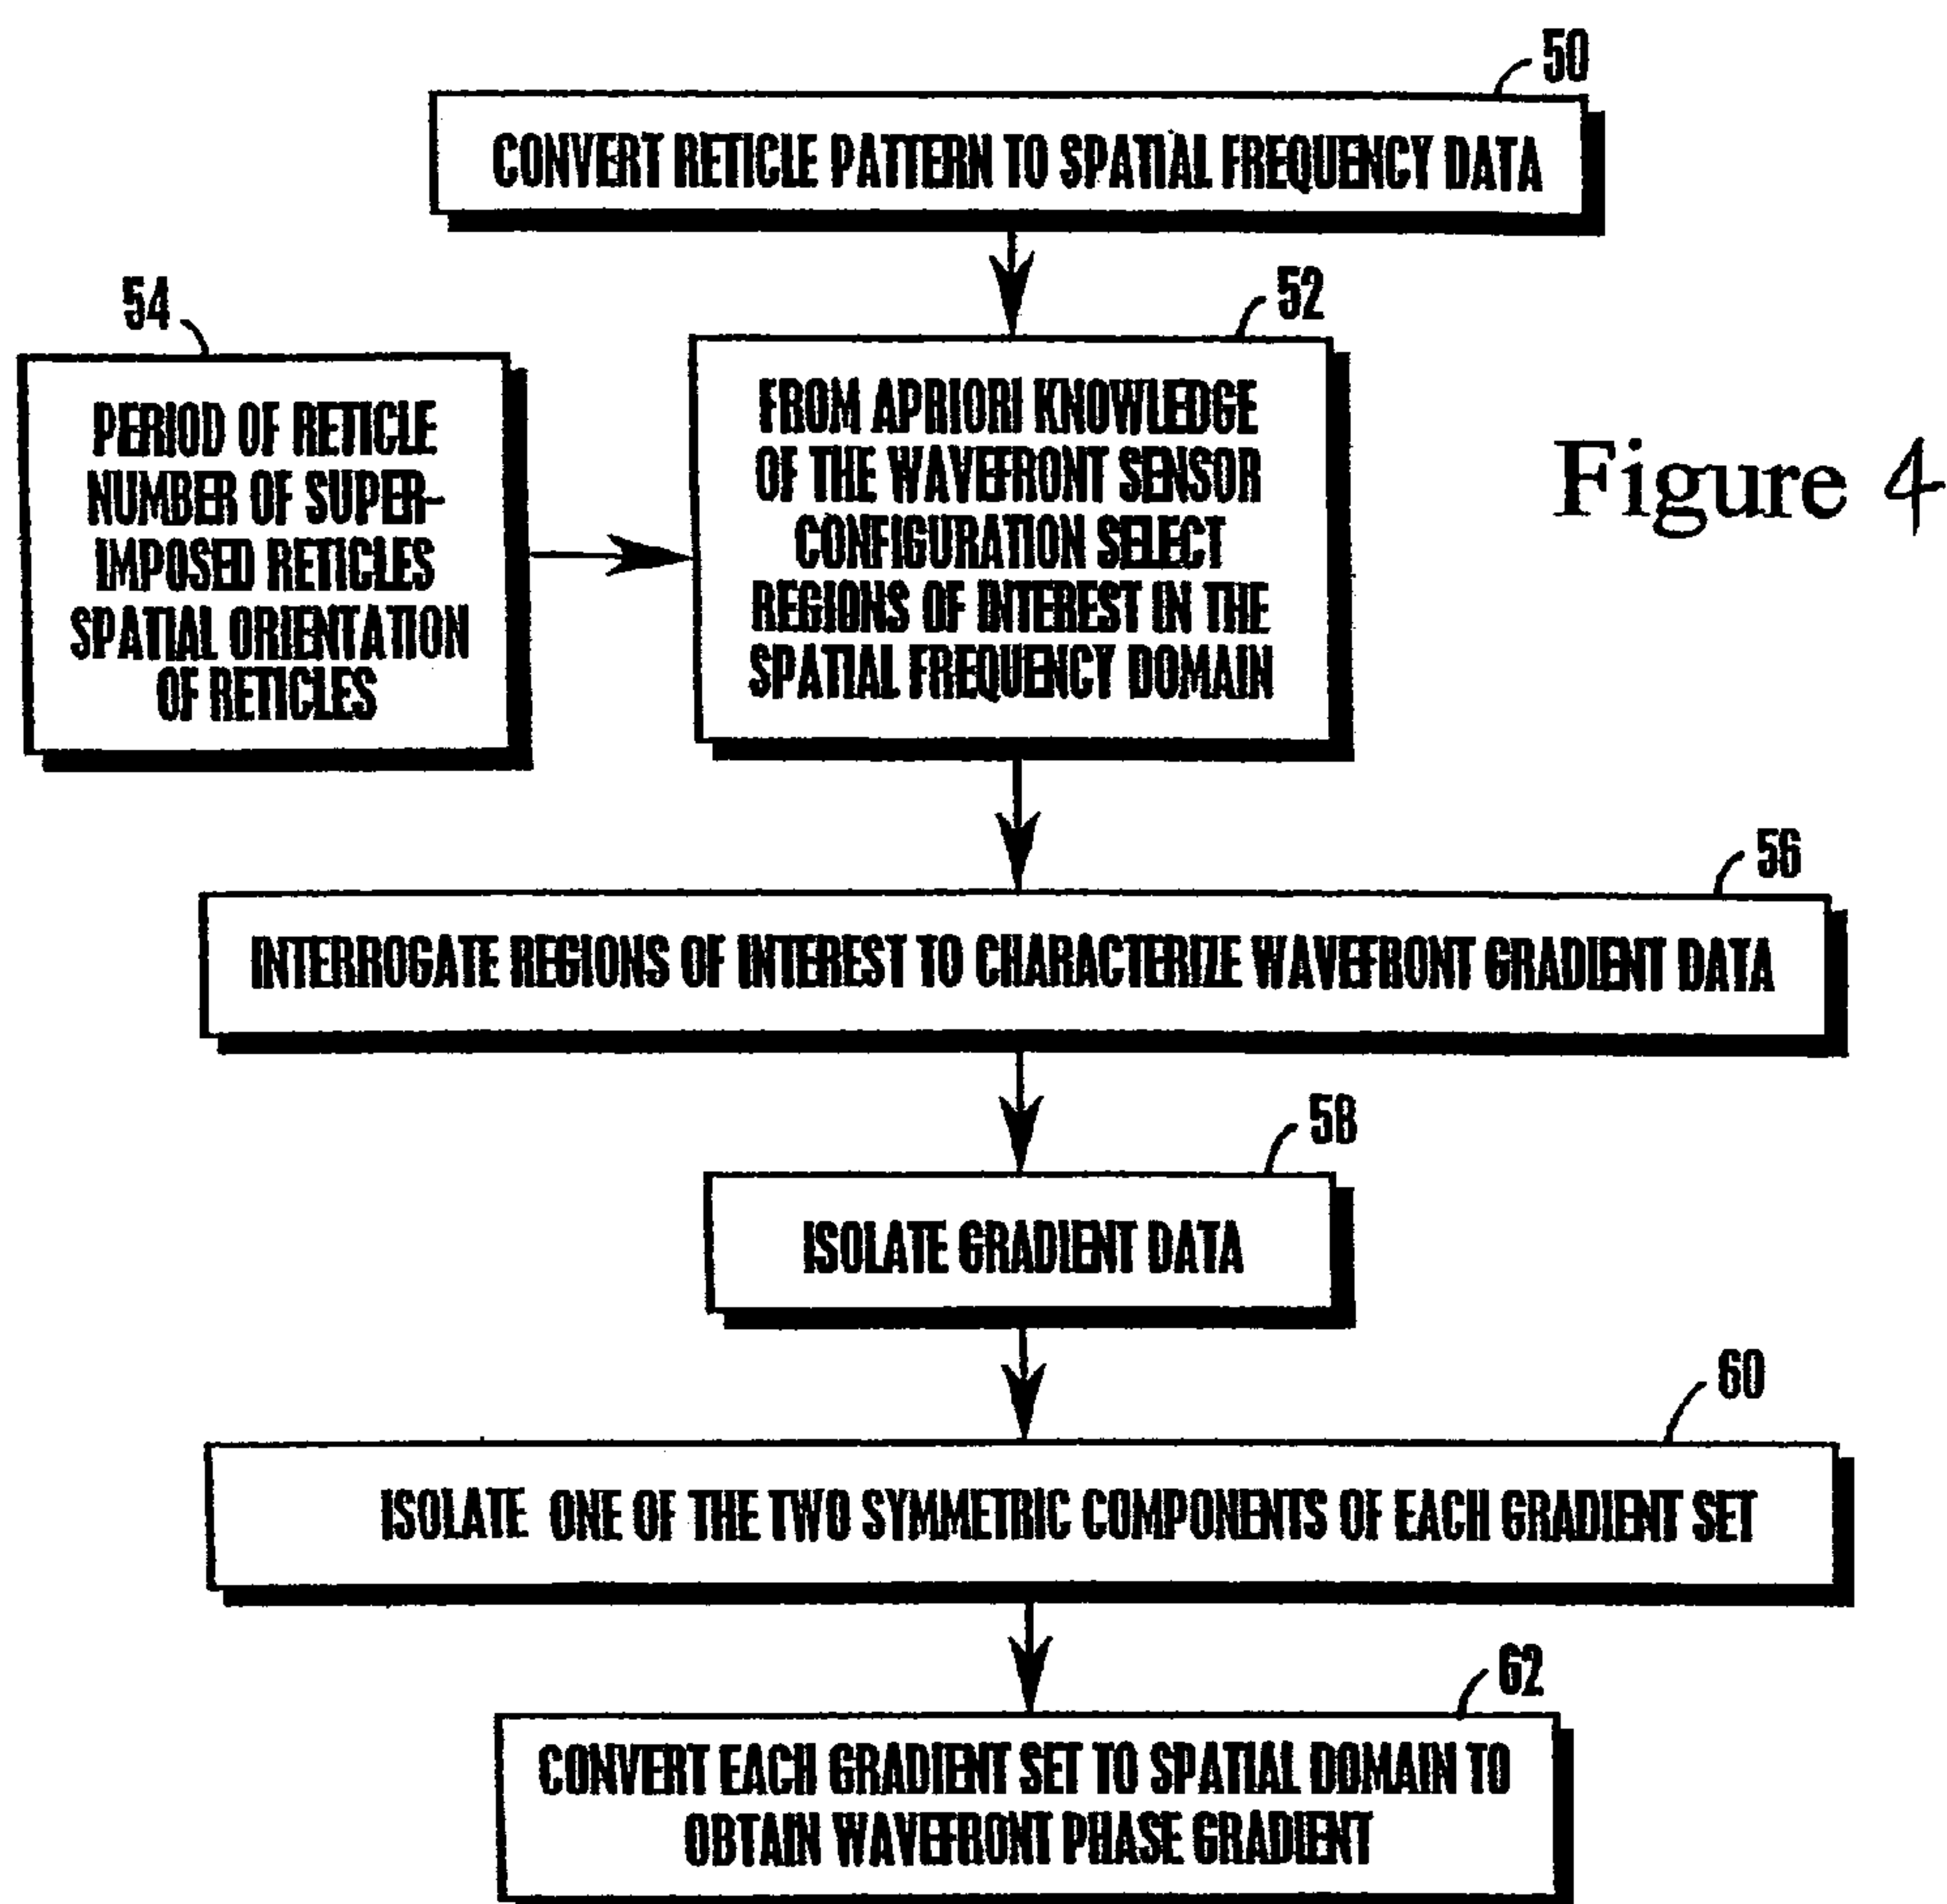 50
CONVERT RETICLE PATTERN TO SPATIAL FREQUENCY DATA
54
PERIOD OF RETICLE
NUMBER OF SUPER-
IMPOSED RETICLES
SPATIAL ORIENTATION
OF RETICLES
52
FROM APRIORI KNOWLEDGE
OF THE WAVEFRONT SENSOR
CONFIGURATION SELECT
REGIONS OF INTEREST IN THE
SPATIAL FREQUENCY DOMAIN
Figure 4
56
INTERROGATE REGIONS OF INTEREST TO CHARACTERIZE WAVEFRONT GRADIENT DATA
58
ISOLATE GRADIENT DATA
60
ISOLATE ONE OF THE TWO SYMMETRIC COMPONENTS OF EACH GRADIENT SET
62
CONVERT EACH GRADIENT SET TO SPATIAL DOMAIN TO
OBTAIN WAVEFRONT PHASE GRADIENT